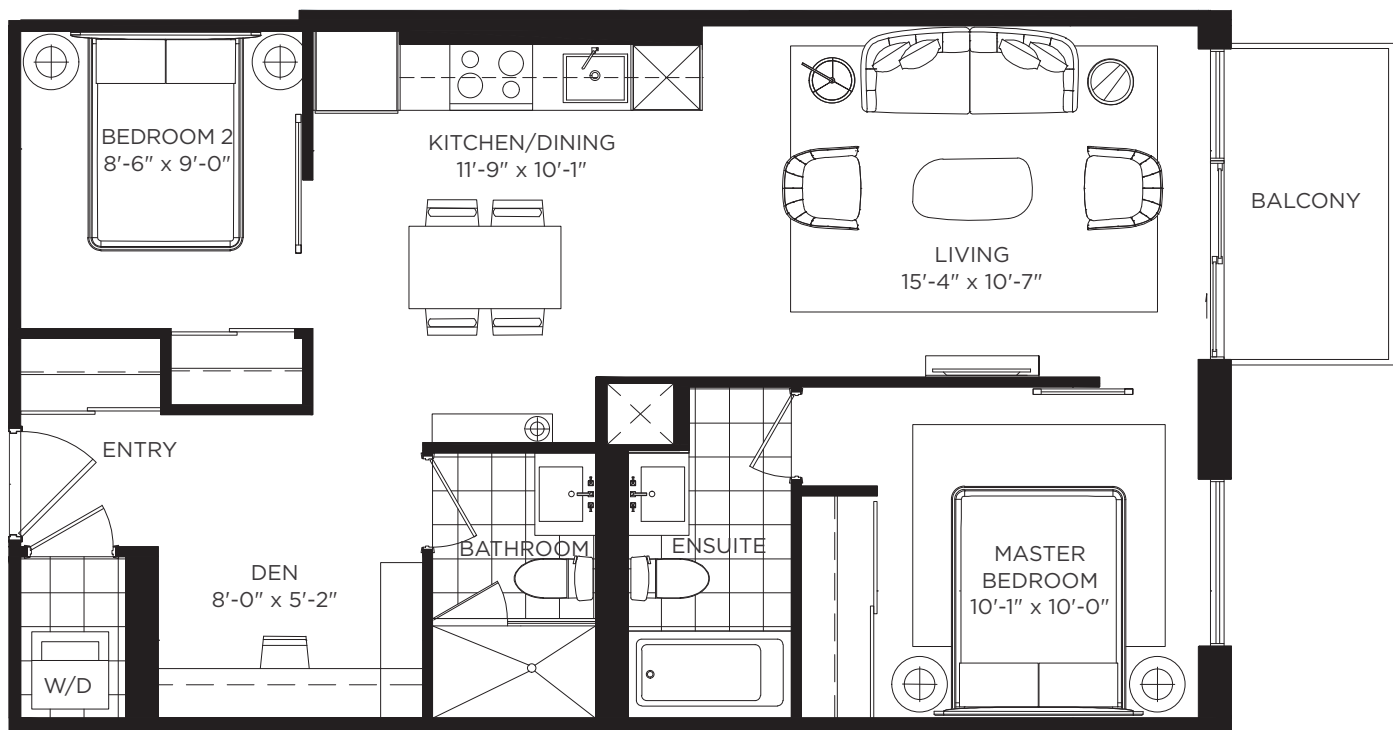 BEDROOM 2
8'-6" x 9'-0"
KITCHEN/DINING
11'-9" x 10'-1"
LIVING
15'-4" x 10'-7"
BALCONY
ENTRY
DEN
8'-0" x 5'-2"
W/D
BATHROOM
ENSUITE
MASTER
BEDROOM
10'-1" x 10'-0"